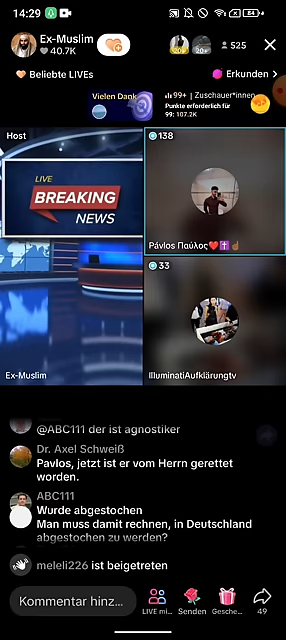 14:29
Ex-Muslim
40.7K
20+
525
Beliebte LIVEs
Erkunden
Vielen Dank
99+ | Zuschauer*innen
Punkte erforderlich für
99: 107.2K
Host
138
LIVE
BREAKING
NEWS
Pávlos Παύλος
33
Ex-Muslim
IlluminatiAufklärungtv
@ABC111 der ist agnostiker
Dr. Axel Schweiß
Pavlos, jetzt ist er vom Herrn gerettet
worden.
ABC111
Wurde abgestochen
Man muss damit rechnen, in Deutschland
abgestochen zu werden?
meleli226 ist beigetreten
Kommentar hinz...
LIVE mi...
Senden
Gesche...
49